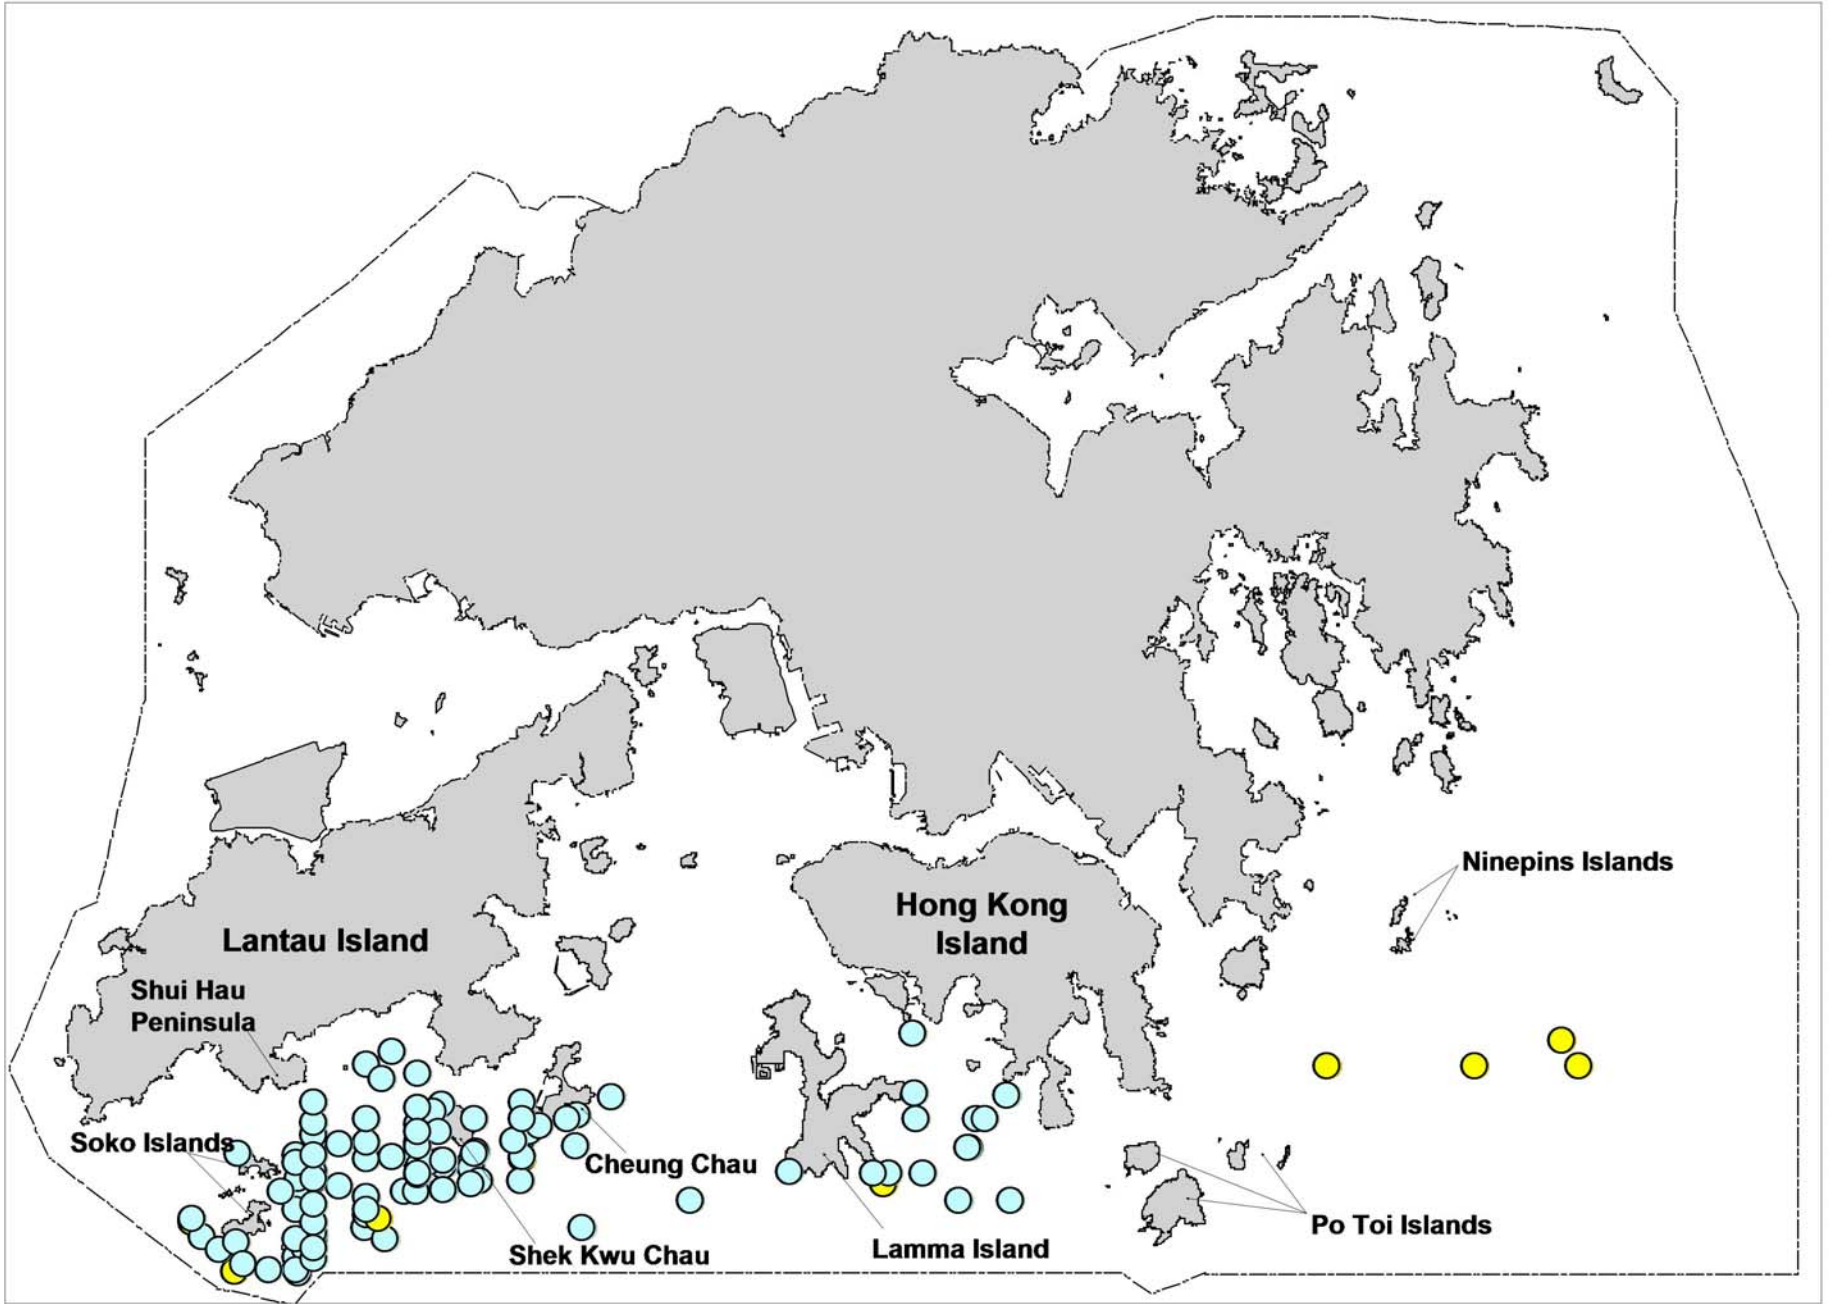 Ninepins Islands
Hong Kong
Island
Lantau Island
Shui Hau
Peninsula
Soko Islands
Cheung Chau
Shek Kwu Chau
Lamma Island
Po Toi Islands